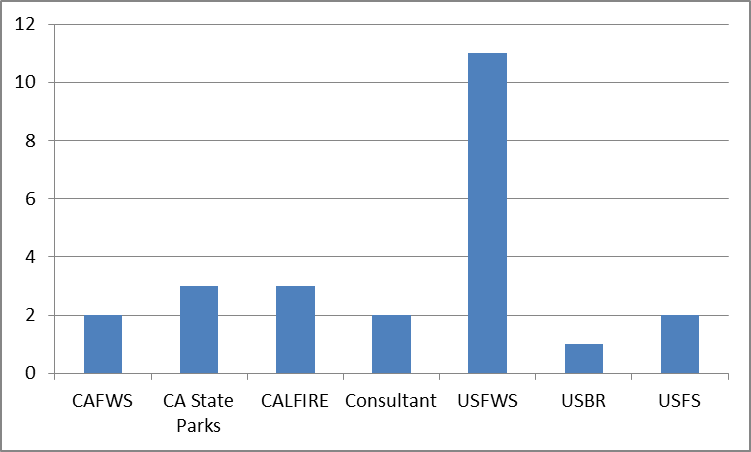 12
10
8
6
4
2
0
CAFWS
CA State
Parks
CALFIRE
Consultant
USFWS
USBR
USFS